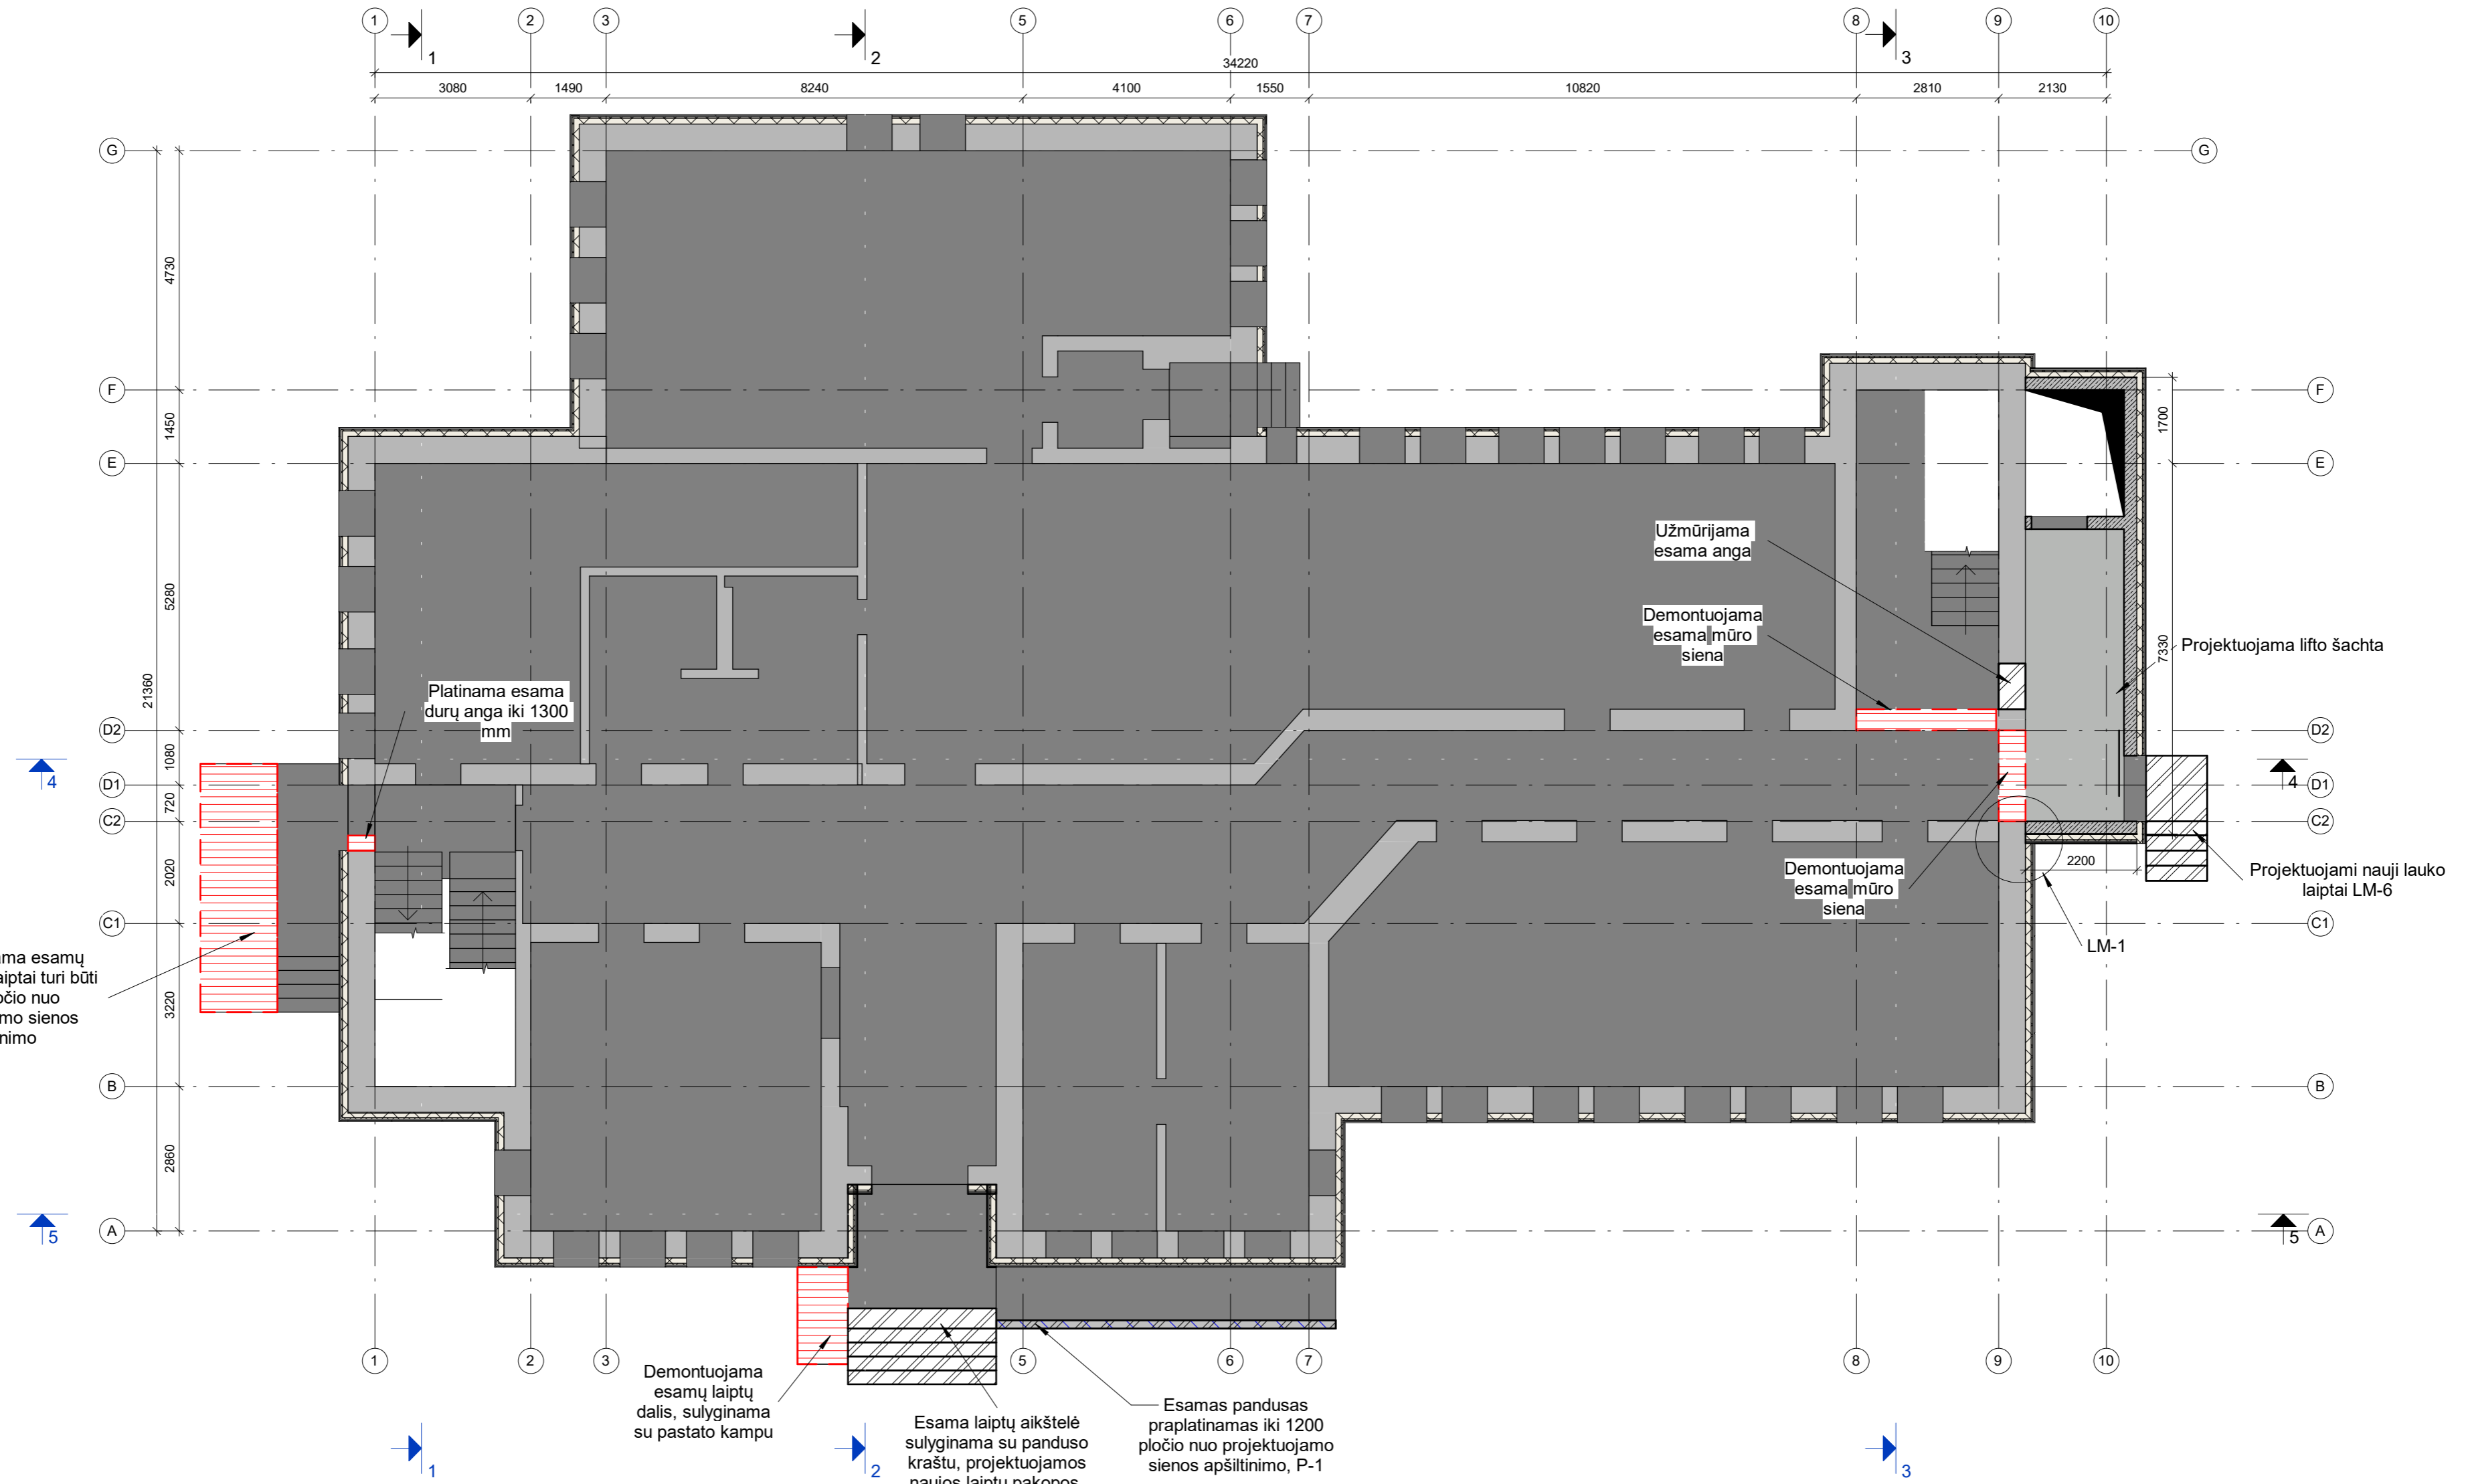 1 2 3 5 6 7 8 9 10
1 2 3
34220
3080 1490 8240 4100 1550 10820 2810 2130
G G
4730
F F
1450
1700
E E
5280
Užmūrijama
esama anga
Demontuojama
esama mūro
siena
7330
Projektuojama lifto šachta
21360
Platinama esama
durų anga iki 1300
mm
D2 D2
1080
4 4
D1 D1
720
C2 C2
2020
2200
Demontuojama
esama mūro
siena
Projektuojami nauji lauko
laiptai LM-6
C1 C1
LM-1
ama esamų
aiptai turi būti
očio nuo
mo sienos
nimo
3220
B B
2860
5 5
A A
1 2 3 5 6 7 8 9 10
Demontuojama
esamų laiptų
dalis, sulyginama
su pastato kampu
Esama laiptų aikštelė
sulyginama su panduso
kraštu, projektuojamos
naujos laiptų pakopos
Esamas pandusas
praplatinamas iki 1200
pločio nuo projektuojamo
sienos apšiltinimo, P-1
1 2 3